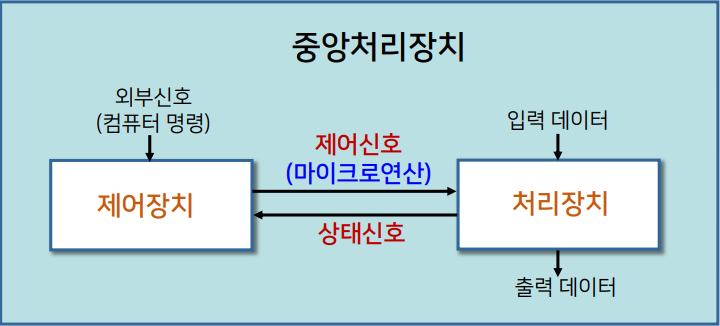 중앙처리장치
외부신호
(컴퓨터 명령)
입력 데이터
제어신호
(마이크로연산)
제어장치
처리장치
상태신호
출력 데이터